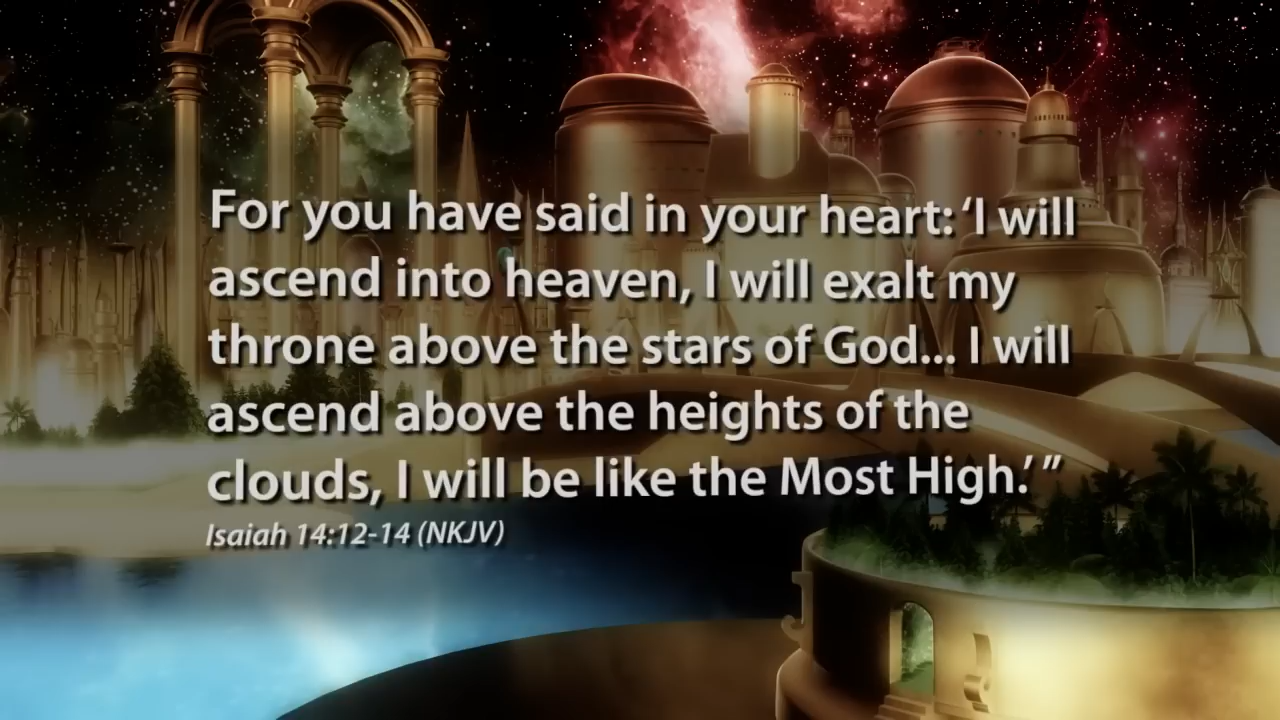 For you have said in your heart: ‘I will
ascend into heaven, I will exalt my
throne above the stars of God... I will
ascend above the heights of the
clouds, I will be like the Most High.’ ”
Isaiah 14:12-14 (NKJV)